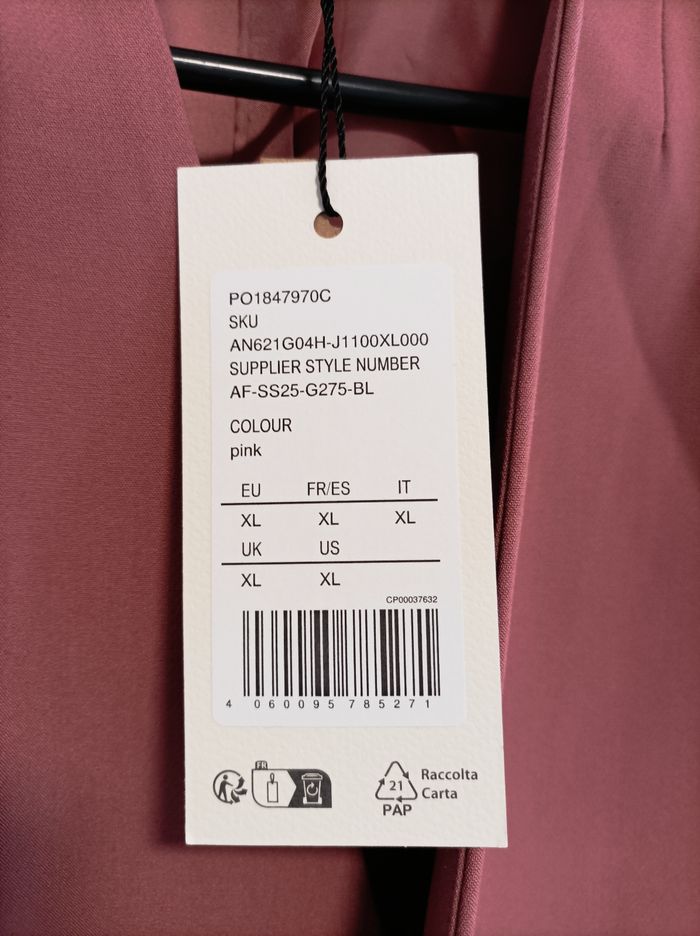 PO1847970C
SKU
AN621G04H-J1100XL000
SUPPLIER STYLE NUMBER
AF-SS25-G275-BL
COLOUR
pink
EU FR/ES IT
XL XL XL
UK US
XL XL
CP00037632
4 060095 785271
FR
21
PAP
Raccolta
Carta